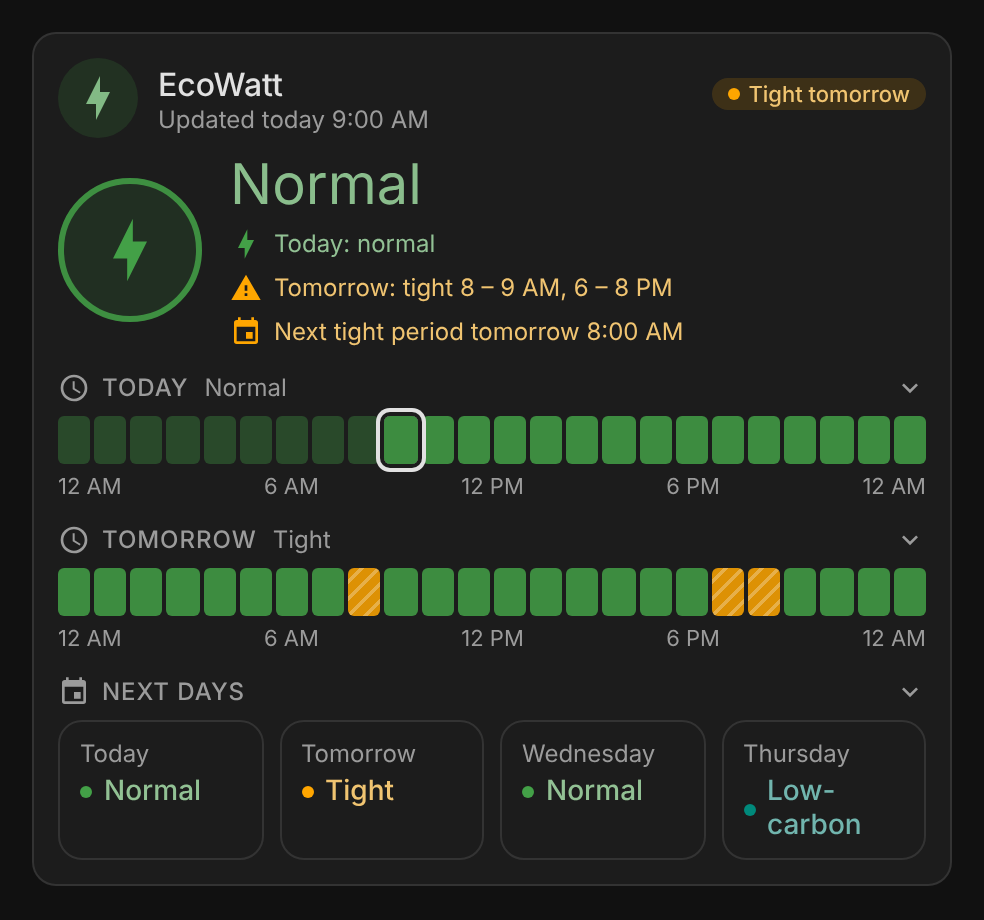 EcoWatt
Updated today 9:00 AM
Tight tomorrow
Normal
Today: normal
Tomorrow: tight 8 – 9 AM, 6 – 8 PM
Next tight period tomorrow 8:00 AM
TODAY Normal
12 AM 6 AM 12 PM 6 PM 12 AM
TOMORROW Tight
12 AM 6 AM 12 PM 6 PM 12 AM
NEXT DAYS
Today
Normal
Tomorrow
Tight
Wednesday
Normal
Thursday
Low-
carbon